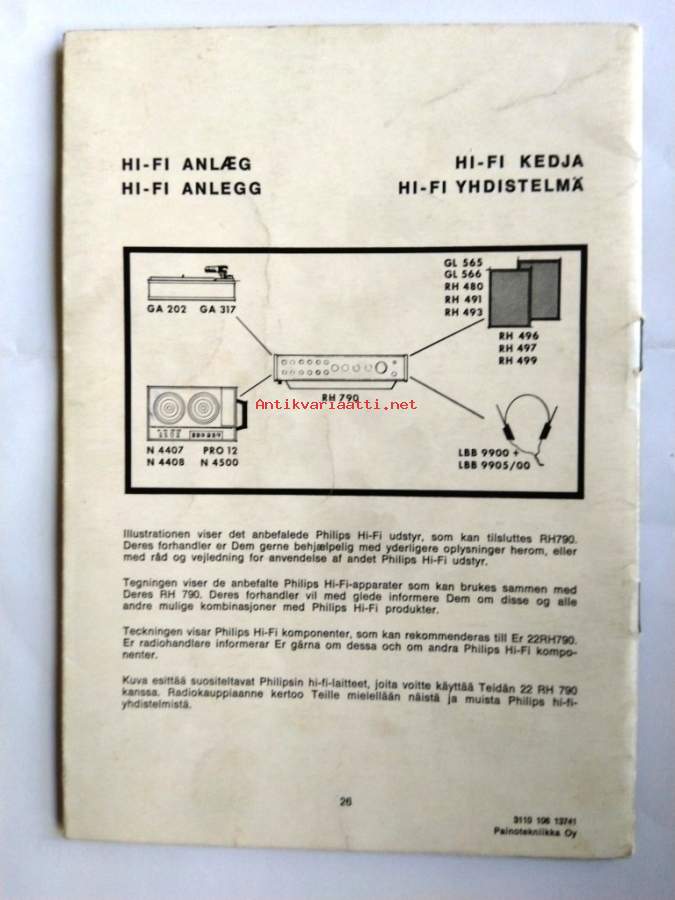 HI-FI ANLÆG
HI-FI ANLEGG
HI-FI KEDJA
HI-FI YHDISTELMÄ
GA 202 GA 317
GL 565
GL 566
RH 480
RH 491
RH 493
RH 496
RH 497
RH 499
RH 790
Antikvariaatti.net
N 4407 PRO 12
N 4408 N 4500
LBB 9900 +
LBB 9905/00
Illustrationen viser det anbefalede Philips Hi-Fi udstyr, som kan tilsluttes RH790.
Deres forhandler er Dem gerne behjælpelig med yderligere oplysninger herom, eller
med råd og vejledning for anvendelse af andet Philips Hi-Fi udstyr.
Tegningen viser de anbefalte Philips Hi-Fi-apparater som kan brukes sammen med
Deres RH 790. Deres forhandler vil med glede informere Dem om disse og alle
andre mulige kombinasjoner med Philips Hi-Fi produkter.
Teckningen visar Philips Hi-Fi komponenter, som kan rekommenderas till Er 22RH790.
Er radiohandlare informerar Er gärna om dessa och om andra Philips Hi-Fi kompo-
nenter.
Kuva esittää suositeltavat Philipsin hi-fi-laitteet, joita voitte käyttää Teidän 22 RH 790
kanssa. Radiokauppiaanne kertoo Teille mielellään näistä ja muista Philips hi-fi-
yhdistelmistä.
26
3110 106 13741
Painotekniikka Oy